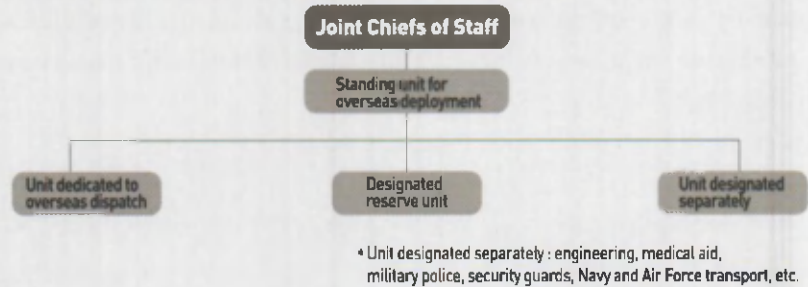 Joint Chiefs of Staff
Standing unit for
overseas deployment
Unit dedicated to
overseas dispatch
Designated
reserve unit
Unit designated
separately
• Unit designated separately : engineering, medical aid,
military police, security guards, Navy and Air Force transport, etc.